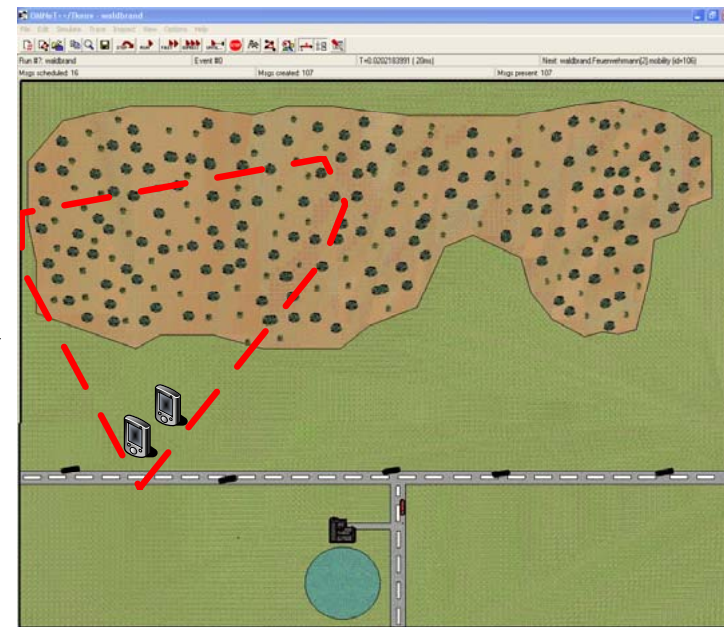 OMNeT++/Tkenv - waldbrand
File Edit Simulate Trace Inspect View Options Help
Run #?: waldbrand Event #0 T=0.0202183991 ( 20ms) Next: waldbrand.Feuerwehrmann[2].mobility (id=106)
Msgs scheduled: 16 Msgs created: 107 Msgs present: 107